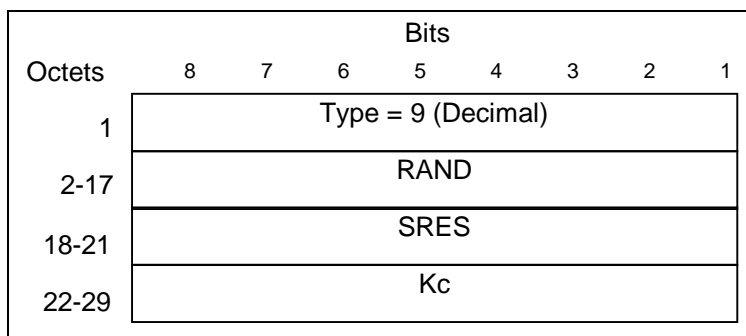 Bits
Octets 8 7 6 5 4 3 2 1
1 Type = 9 (Decimal)
2-17 RAND
18-21 SRES
22-29 Kc